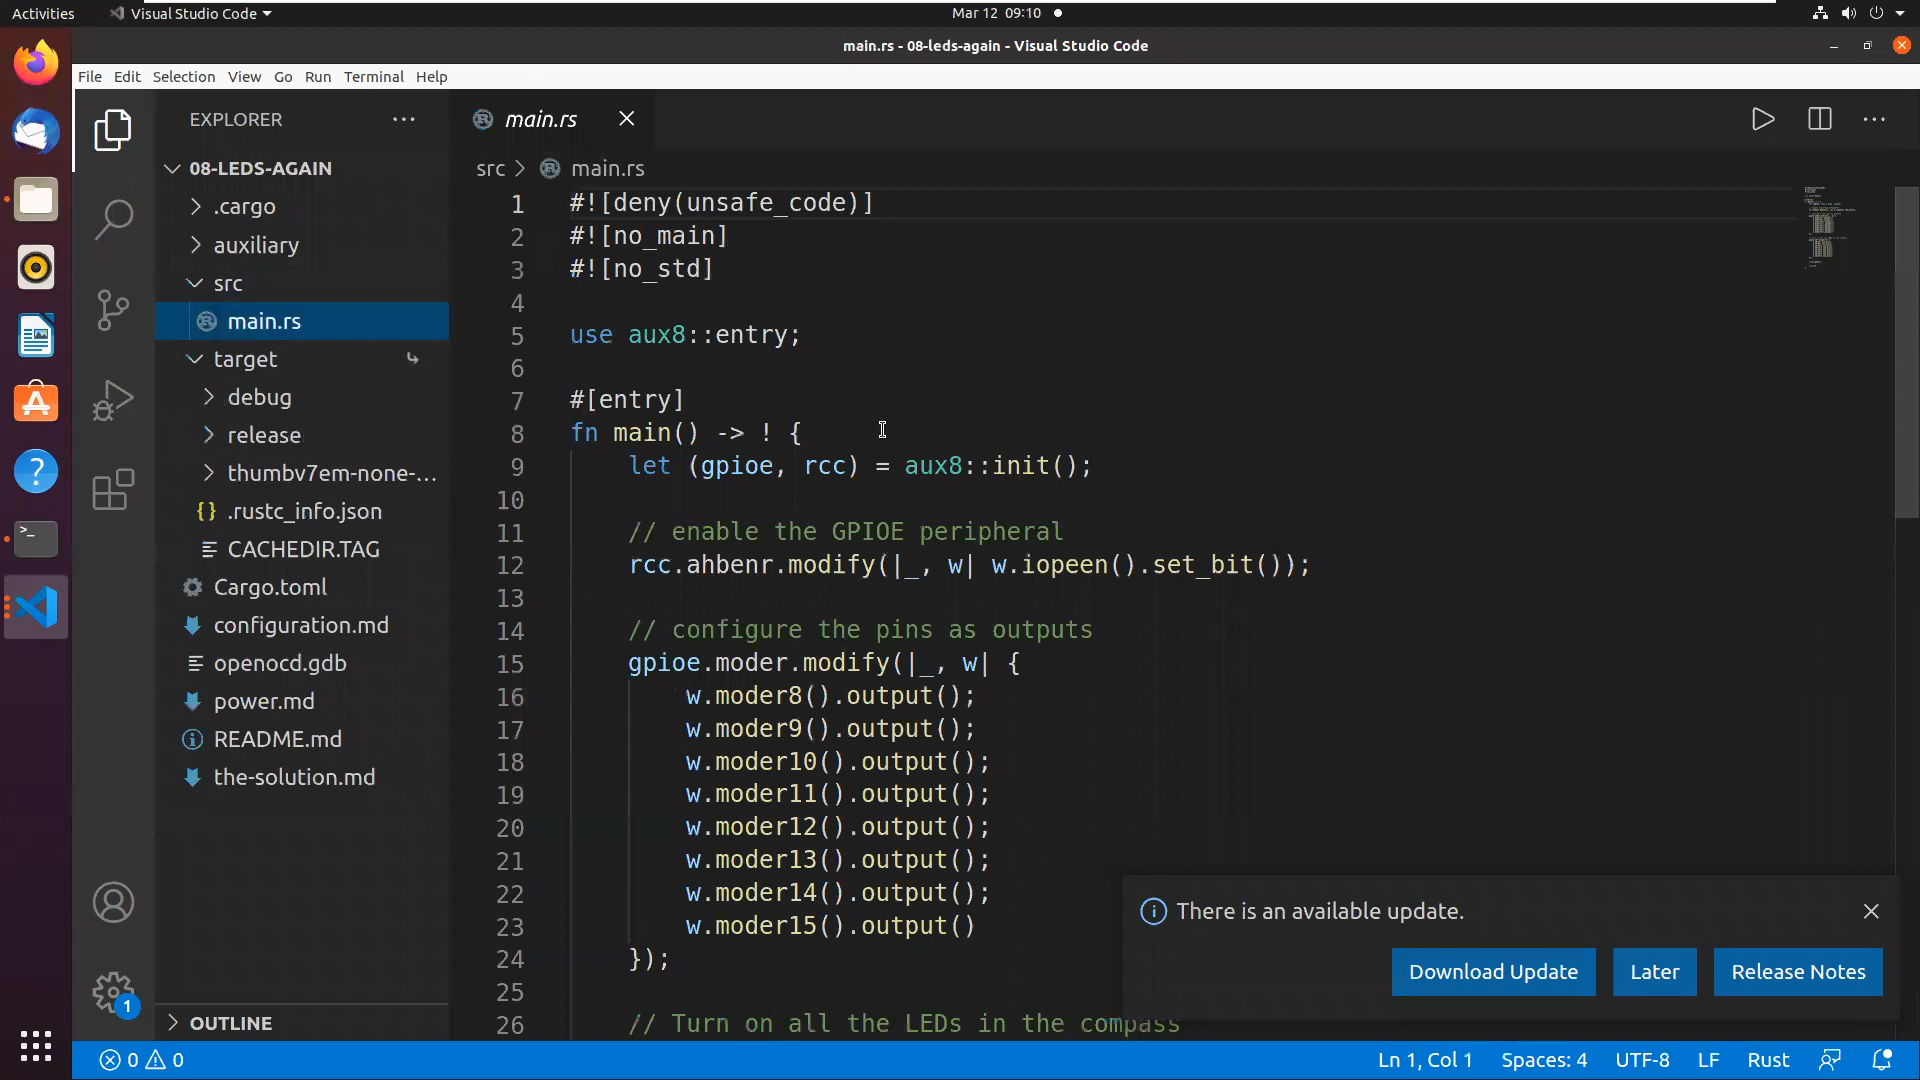 Activities
Visual Studio Code
Mar 12 09:10
main.rs - 08-leds-again - Visual Studio Code
File Edit Selection View Go Run Terminal Help
EXPLORER
08-LEDS-AGAIN
.cargo
auxiliary
src
main.rs
target
debug
release
thumbv7em-none-...
{} .rustc_info.json
CACHEDIR.TAG
Cargo.toml
configuration.md
openocd.gdb
power.md
README.md
the-solution.md
OUTLINE
1
main.rs
src > main.rs
1 #![deny(unsafe_code)]
2 #![no_main]
3 #![no_std]
4
5 use aux8::entry;
6
7 #[entry]
8 fn main() -> ! {
9 let (gpioe, rcc) = aux8::init();
10
11 // enable the GPIOE peripheral
12 rcc.ahbenr.modify(|_, w| w.iopeen().set_bit());
13
14 // configure the pins as outputs
15 gpioe.moder.modify(|_, w| {
16 w.moder8().output();
17 w.moder9().output();
18 w.moder10().output();
19 w.moder11().output();
20 w.moder12().output();
21 w.moder13().output();
22 w.moder14().output();
23 w.moder15().output()
24 });
25
26 // Turn on all the LEDs in the compass
There is an available update.
Download Update
Later
Release Notes
0 0
Ln 1, Col 1
Spaces: 4
UTF-8
LF
Rust